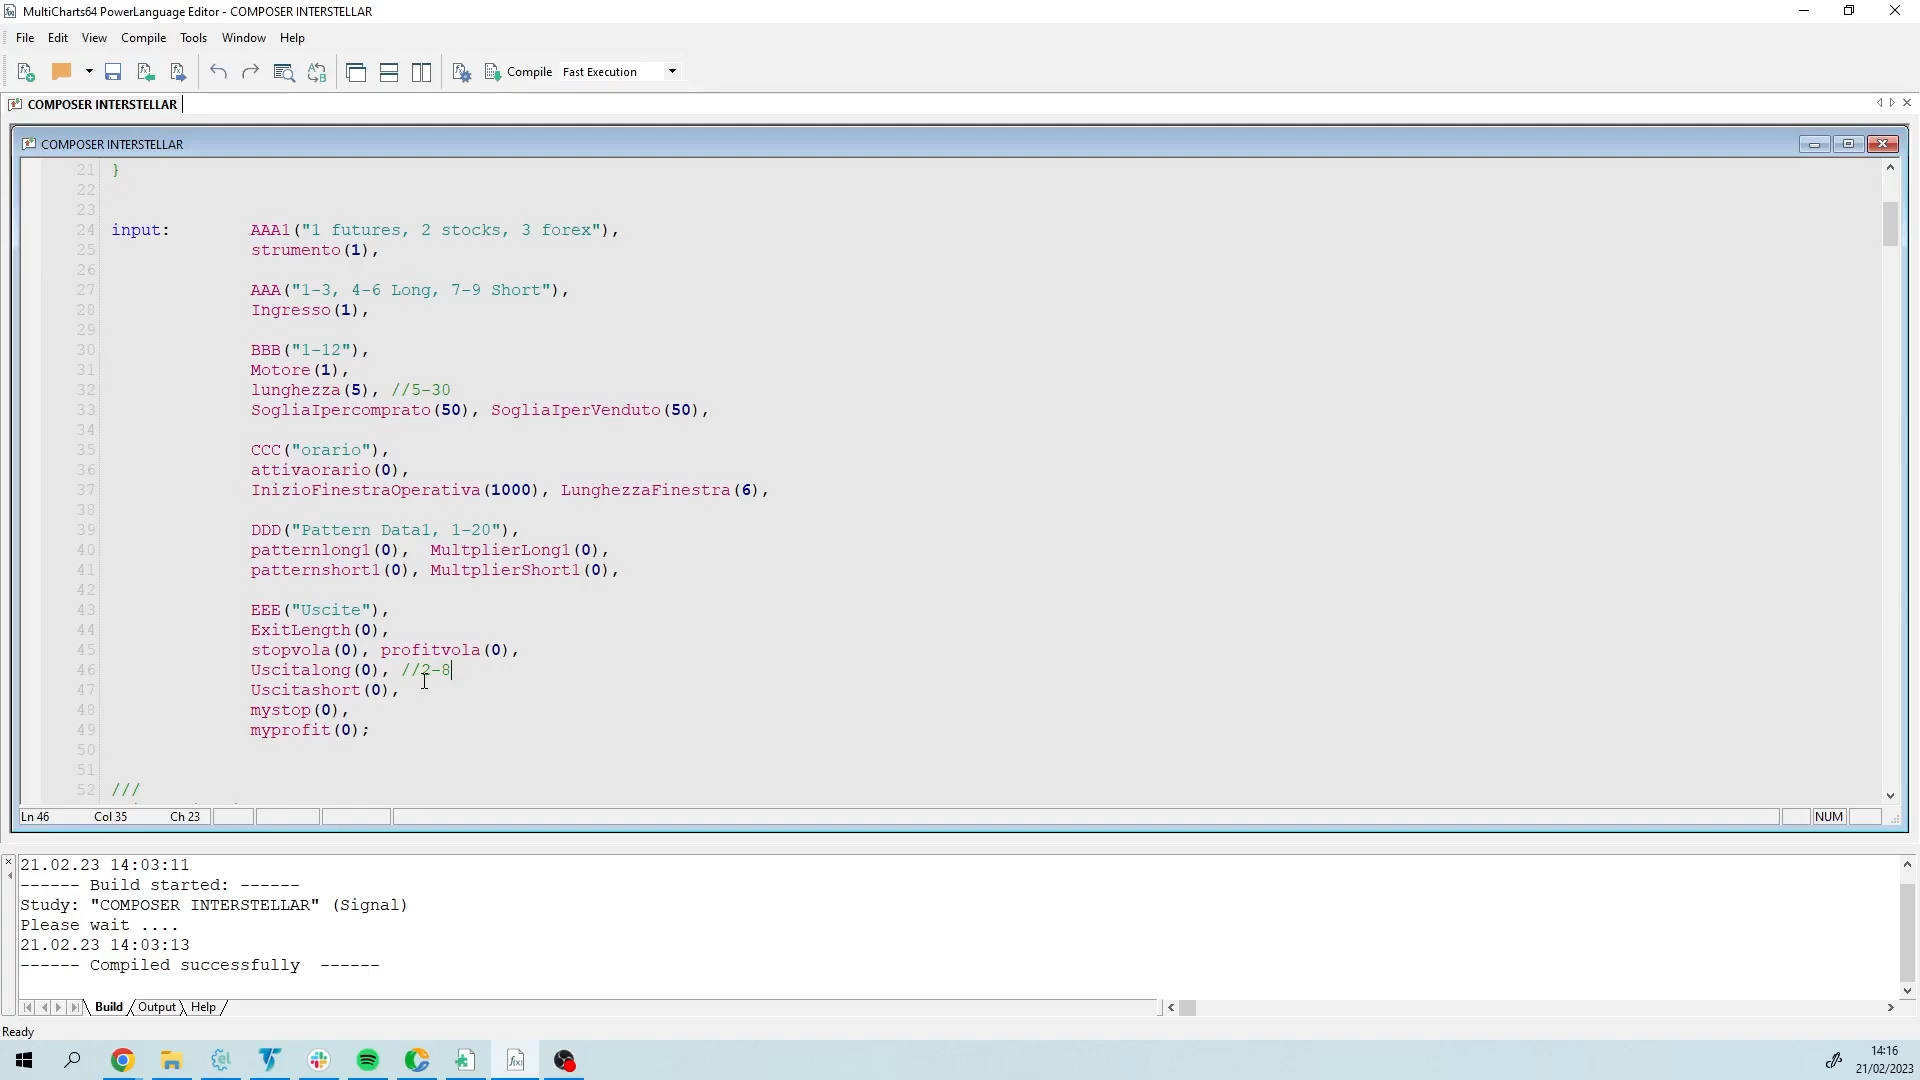 MultiCharts64 PowerLanguage Editor - COMPOSER INTERSTELLAR
File Edit View Compile Tools Window Help
Compile Fast Execution
COMPOSER INTERSTELLAR
COMPOSER INTERSTELLAR
21 }
22
23
24 input: AAA1("1 futures, 2 stocks, 3 forex"),
25 strumento(1),
26
27 AAA("1-3, 4-6 Long, 7-9 Short"),
28 Ingresso(1),
29
30 BBB("1-12"),
31 Motore(1),
32 lunghezza(5), //5-30
33 SogliaIpercomprato(50), SogliaIperVenduto(50),
34
35 CCC("orario"),
36 attivaorario(0),
37 InizioFinestraOperativa(1000), LunghezzaFinestra(6),
38
39 DDD("Pattern Data1, 1-20"),
40 patternlong1(0), MultplierLong1(0),
41 patternshort1(0), MultplierShort1(0),
42
43 EEE("Uscite"),
44 ExitLength(0),
45 stopvola(0), profitvola(0),
46 Uscitalong(0), //2-8
47 Uscitashort(0),
48 mystop(0),
49 myprofit(0);
50
51
52 ///
Ln 46 Col 35 Ch 23 NUM
21.02.23 14:03:11
------ Build started: ------
Study: "COMPOSER INTERSTELLAR" (Signal)
Please wait ....
21.02.23 14:03:13
------ Compiled successfully ------
Build Output Help
Ready
14:16
21/02/2023